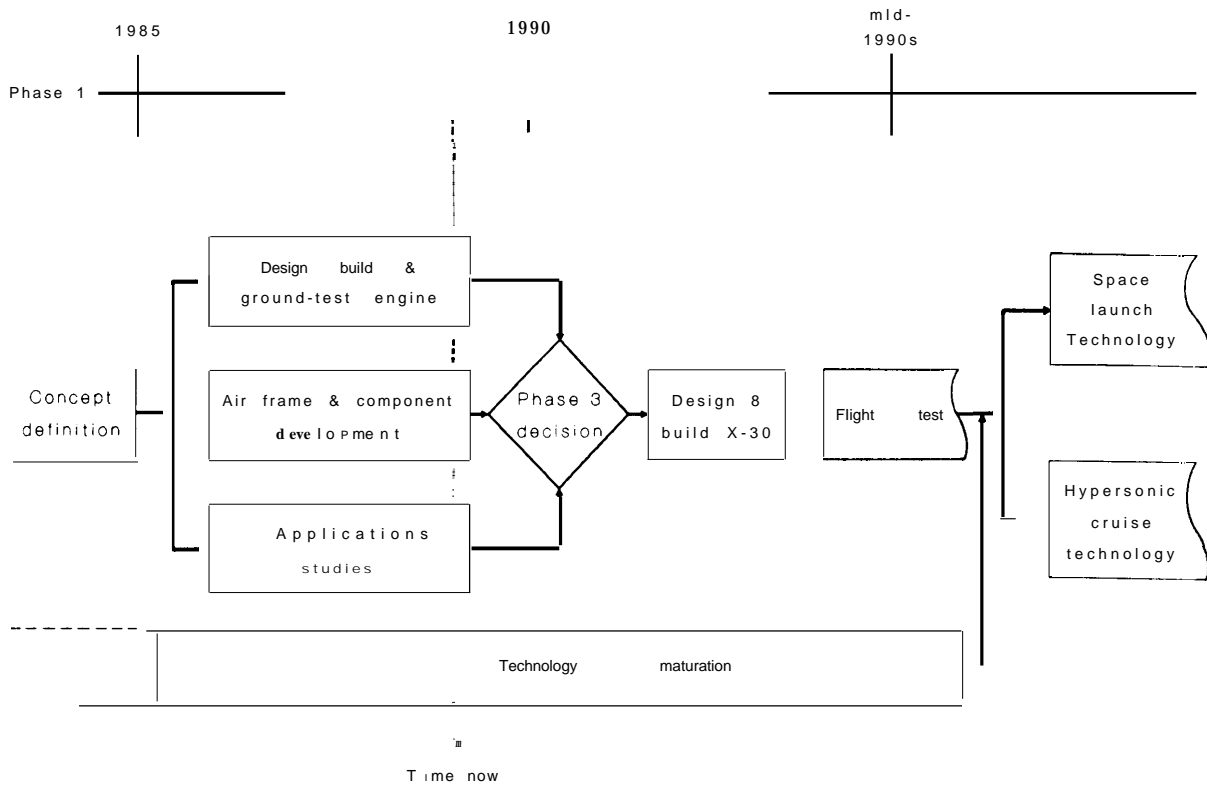 1985
1990
mid-
1990s
Phase 1
Design build &
ground-test engine
Space
launch
Technology
Concept
definition
Air frame & component
development
Phase 3
decision
Design 8
build X-30
Flight test
Hypersonic
cruise
technology
Applications
studies
Technology maturation
Time now